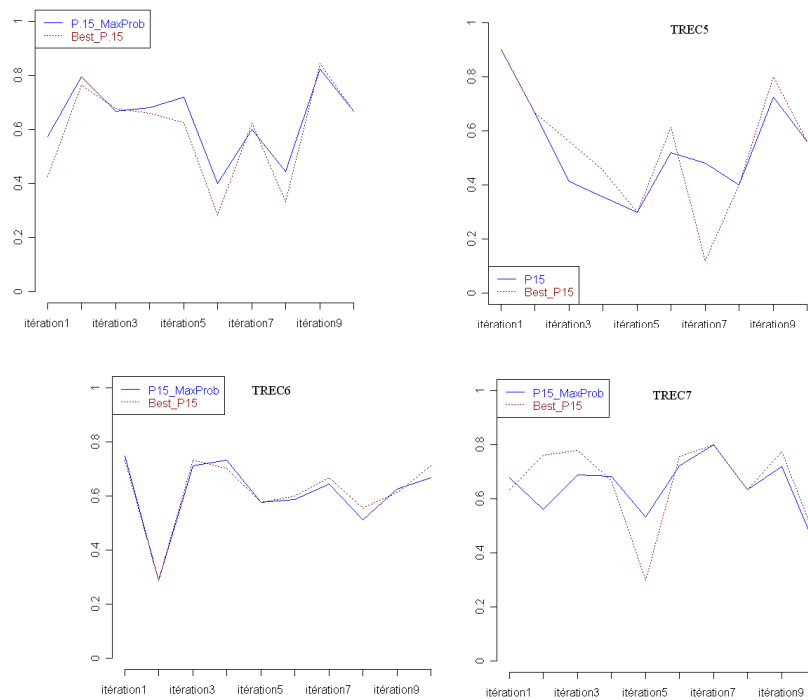 1
P.15_MaxProb
Best_P.15
0.8
0.6
0.4
0.2
0
itération1
itération3
itération5
itération7
itération9
TREC5
1
0.8
0.6
0.4
0.2
0
P15
Best_P15
itération1
itération3
itération5
itération7
itération9
TREC6
1
P15_MaxProb
Best_P15
0.8
0.6
0.4
0.2
0
itération1
itération3
itération5
itération7
itération9
TREC7
1
P15_MaxProb
Best_P15
0.8
0.6
0.4
0.2
0
itération1
itération3
itération5
itération7
itération9